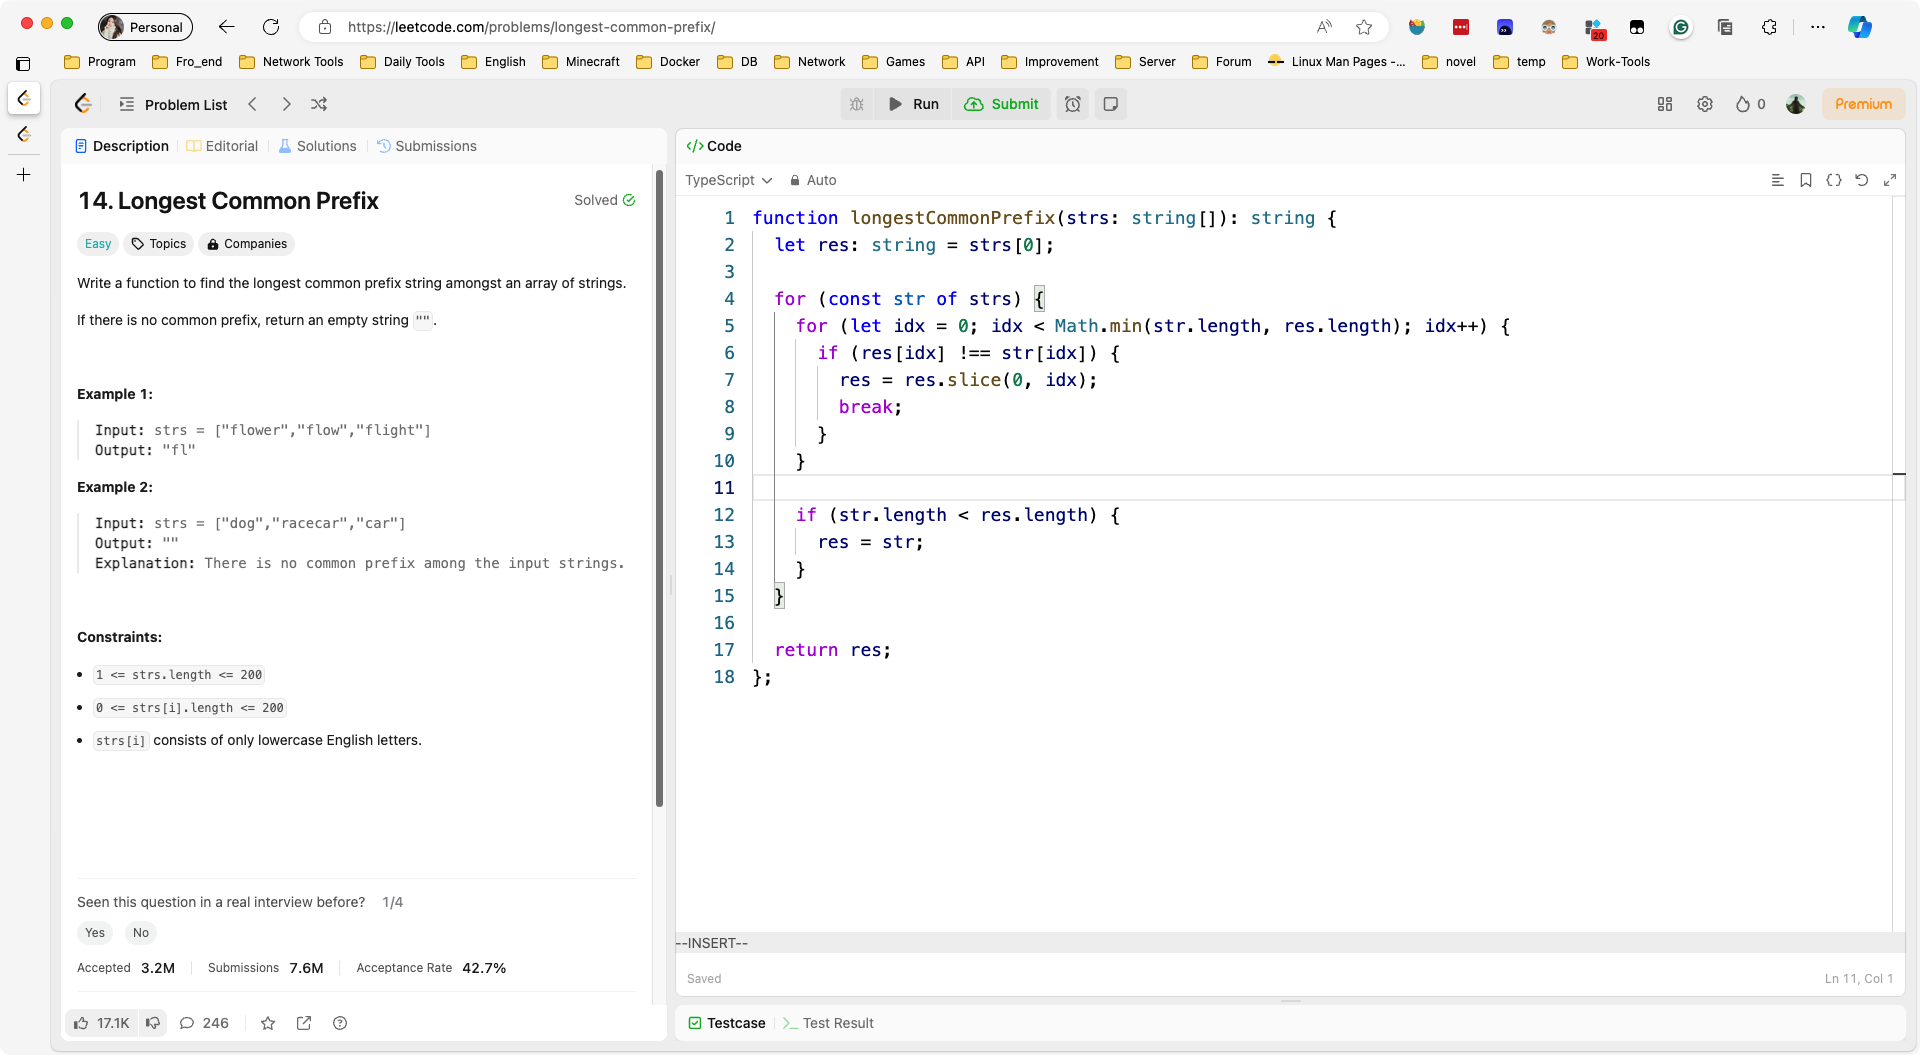 Personal
https://leetcode.com/problems/longest-common-prefix/
20
Program
Fro_end
Network Tools
Daily Tools
English
Minecraft
Docker
DB
Network
Games
API
Improvement
Server
Forum
Linux Man Pages -...
novel
temp
Work-Tools
Problem List
Run
Submit
0
Premium
Description
Editorial
Solutions
Submissions
14. Longest Common Prefix
Solved
Easy
Topics
Companies
Write a function to find the longest common prefix string amongst an array of strings.
If there is no common prefix, return an empty string "".
Example 1:
Input: strs = ["flower","flow","flight"]
Output: "fl"
Example 2:
Input: strs = ["dog","racecar","car"]
Output: ""
Explanation: There is no common prefix among the input strings.
Constraints:
1 <= strs.length <= 200
0 <= strs[i].length <= 200
strs[i] consists of only lowercase English letters.
Seen this question in a real interview before? 1/4
Yes
No
Accepted 3.2M
Submissions 7.6M
Acceptance Rate 42.7%
17.1K
246
</> Code
TypeScript
Auto
1 function longestCommonPrefix(strs: string[]): string {
2 let res: string = strs[0];
3
4 for (const str of strs) {
5 for (let idx = 0; idx < Math.min(str.length, res.length); idx++) {
6 if (res[idx] !== str[idx]) {
7 res = res.slice(0, idx);
8 break;
9 }
10 }
11
12 if (str.length < res.length) {
13 res = str;
14 }
15 }
16
17 return res;
18 };
--INSERT--
Saved
Ln 11, Col 1
Testcase
Test Result